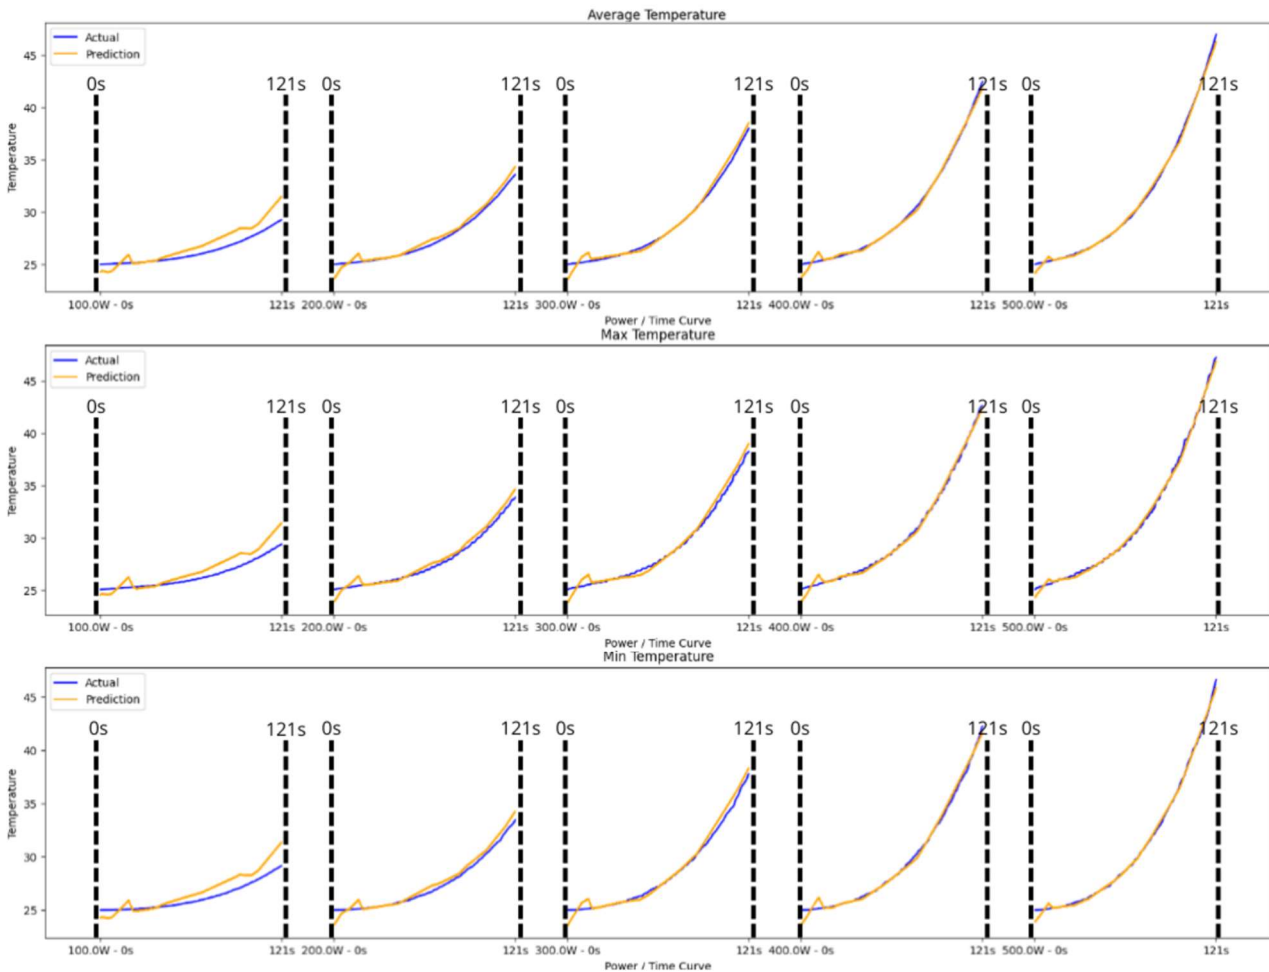 Average Temperature
Actual
Prediction
0s 121s 0s 121s 0s 121s 0s 121s 0s 121s
45
40
35
30
25
Temperature
100.0W - 0s 121s 200.0W - 0s 121s 300.0W - 0s 121s 400.0W - 0s 121s 500.0W - 0s 121s
Power / Time Curve
Max Temperature
Actual
Prediction
0s 121s 0s 121s 0s 121s 0s 121s 0s 121s
45
40
35
30
25
Temperature
100.0W - 0s 121s 200.0W - 0s 121s 300.0W - 0s 121s 400.0W - 0s 121s 500.0W - 0s 121s
Power / Time Curve
Min Temperature
Actual
Prediction
0s 121s 0s 121s 0s 121s 0s 121s 0s 121s
45
40
35
30
25
Temperature
100.0W - 0s 121s 200.0W - 0s 121s 300.0W - 0s 121s 400.0W - 0s 121s 500.0W - 0s 121s
Power / Time Curve